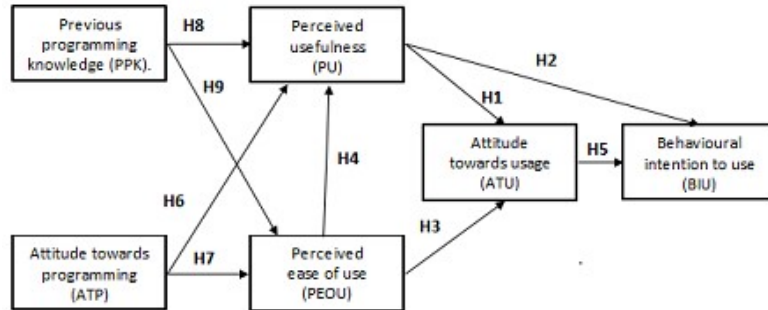 Previous
programming
knowledge (PPK).
H8
Perceived
usefulness
(PU)
H2
H9
H1
H4
Attitude
towards usage
(ATU)
H5
Behavioural
intention to use
(BIU)
H6
H3
Attitude towards
programming
(ATP)
H7
Perceived
ease of use
(PEOU)